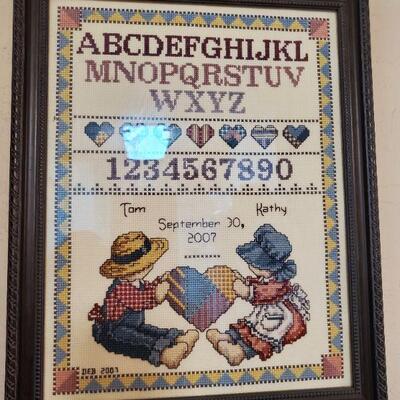 ABCDEFGHIJKL
MNOPQRSTUV
WXYZ
1234567890
Tom Kathy
September 30,
2007
DEB 2007